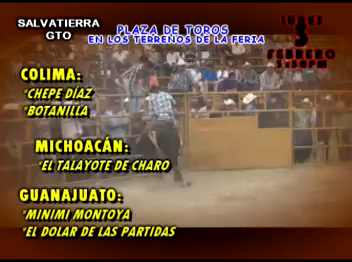 SALVATIERRA
GTO
PLAZA DE TOROS
EN LOS TERRENOS DE LA FERIA
LUNES
5
FEBRERO
COLIMA:
*CHEPE DÍAZ
*BOTANILLA
MICHOACÁN:
*EL TALAYOTE DE CHARO
GUANAJUATO:
*MINIMI MONTOYA
*EL DOLAR DE LAS PARTIDAS